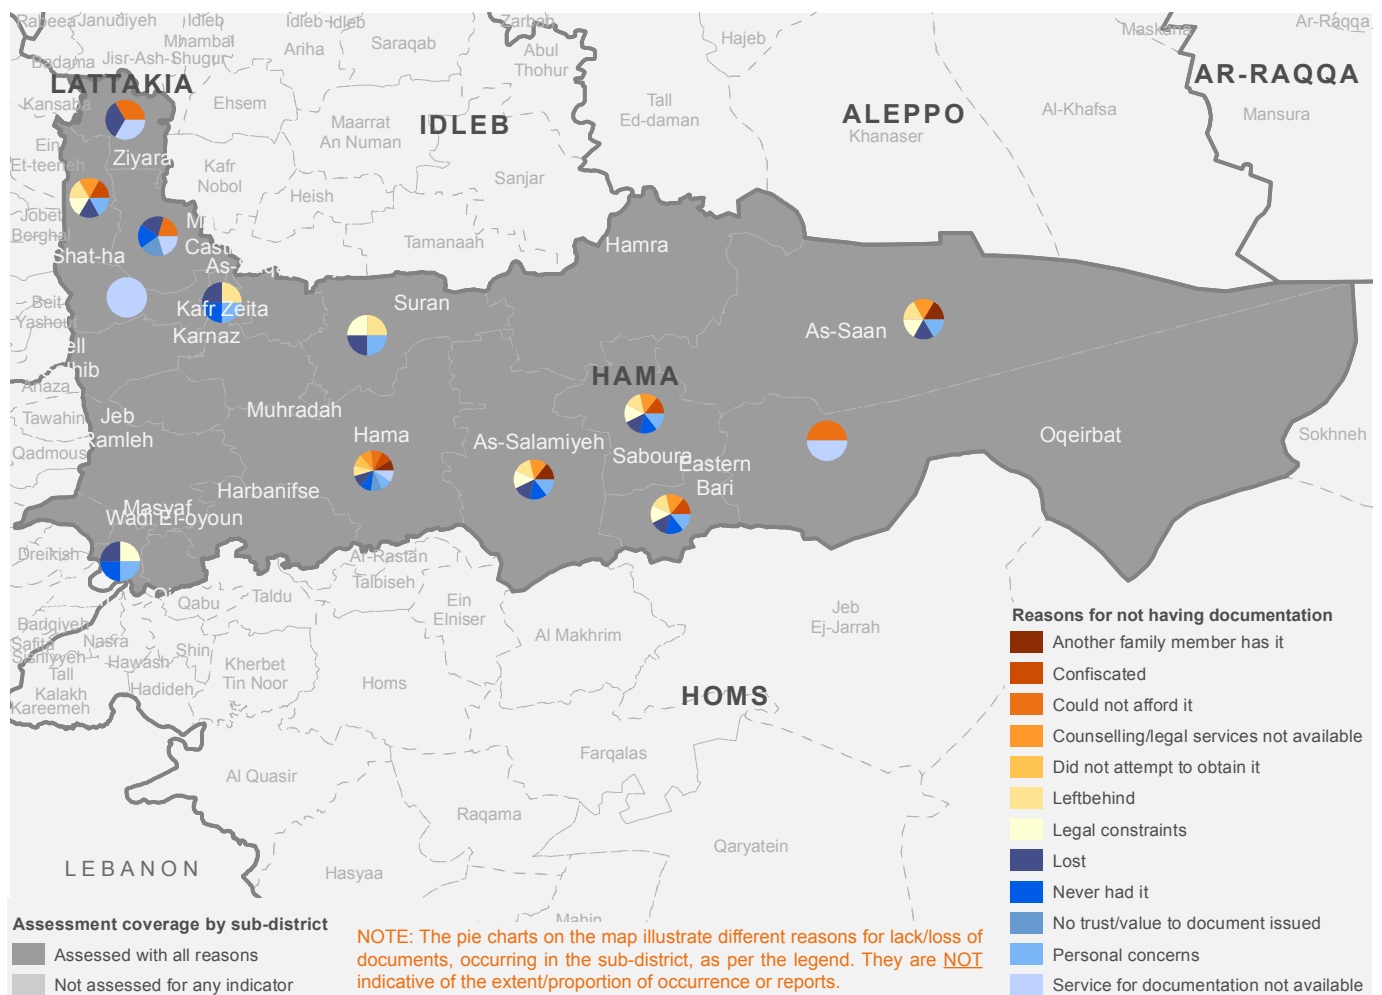 Rabeea
Janudiyeh
Idleb
Idleb
Idleb
Zarbah
Maskana
Ar-Raqqa
Mhambal
Ariha
Saraqab
Hajeb
Badama
Jisr-Ash-Shugur
Abul
Thohur
LATTAKIA
AR-RAQQA
Kansaba
Ehsem
Tall
Ed-daman
ALEPPO
Al-Khafsa
Mansura
Maarrat
An Numan
IDLEB
Khanaser
Ein
Et-teeneh
Ziyara
Kafr
Nobol
Heish
Sanjar
Jobet
Berghal
Tamanaah
Hamra
Shat-ha
Beit
Yashout
Kafr Zeita
Karnaz
Suran
As-Saan
HAMA
Anaza
Tawahin
Jeb
Ramleh
Muhradah
Hama
As-Salamiyeh
Oqeirbat
Sokhneh
Qadmous
Saboura
Eastern
Bari
Harbanifse
Masyaf
Wadi El-oyoun
Dreikish
Ar-Rastan
Talbiseh
Qabu
Taldu
Ein
Elniser
Jeb
Ej-Jarrah
Al Makhrim
Barlqiyeh
Safita
Nasra
Shin
Sisniyyeh
Hawash
Kherbet
Tin Noor
Homs
Tall
Kalakh
Hadideh
Kareemeh
HOMS
Farqalas
Al Quasir
Raqama
Qaryatein
LEBANON
Hasyaa
Mahin
Reasons for not having documentation
Another family member has it
Confiscated
Could not afford it
Counselling/legal services not available
Did not attempt to obtain it
Leftbehind
Legal constraints
Lost
Never had it
No trust/value to document issued
Personal concerns
Service for documentation not available
Assessment coverage by sub-district
Assessed with all reasons
Not assessed for any indicator
NOTE: The pie charts on the map illustrate different reasons for lack/loss of
documents, occurring in the sub-district, as per the legend. They are NOT
indicative of the extent/proportion of occurrence or reports.